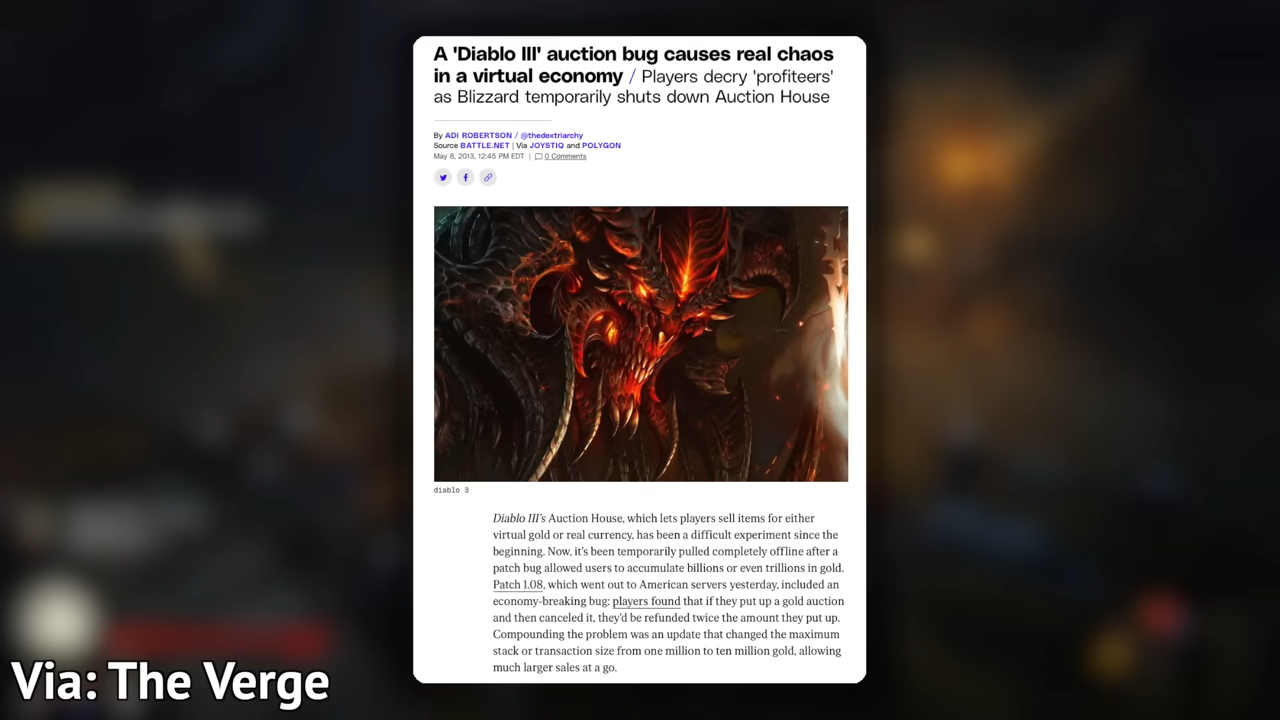 A 'Diablo III' auction bug causes real chaos
in a virtual economy / Players decry 'profiteers'
as Blizzard temporarily shuts down Auction House
By ADI ROBERTSON / @thedextriarchy
Source BATTLE.NET | Via JOYSTIQ and POLYGON
May 8, 2013, 12:45 PM EDT | 0 Comments
diablo 3
Diablo III's Auction House, which lets players sell items for either
virtual gold or real currency, has been a difficult experiment since the
beginning. Now, it's been temporarily pulled completely offline after a
patch bug allowed users to accumulate billions or even trillions in gold.
Patch 1.08, which went out to American servers yesterday, included an
economy-breaking bug: players found that if they put up a gold auction
and then canceled it, they'd be refunded twice the amount they put up.
Compounding the problem was an update that changed the maximum
stack or transaction size from one million to ten million gold, allowing
much larger sales at a go.
Via: The Verge